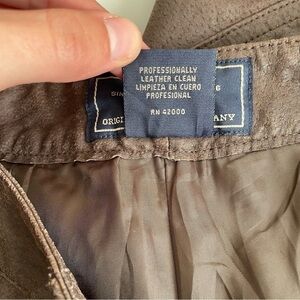 PROFESSIONALLY
LEATHER CLEAN
LIMPIEZA EN CUERO
PROFESIONAL
RN 42000